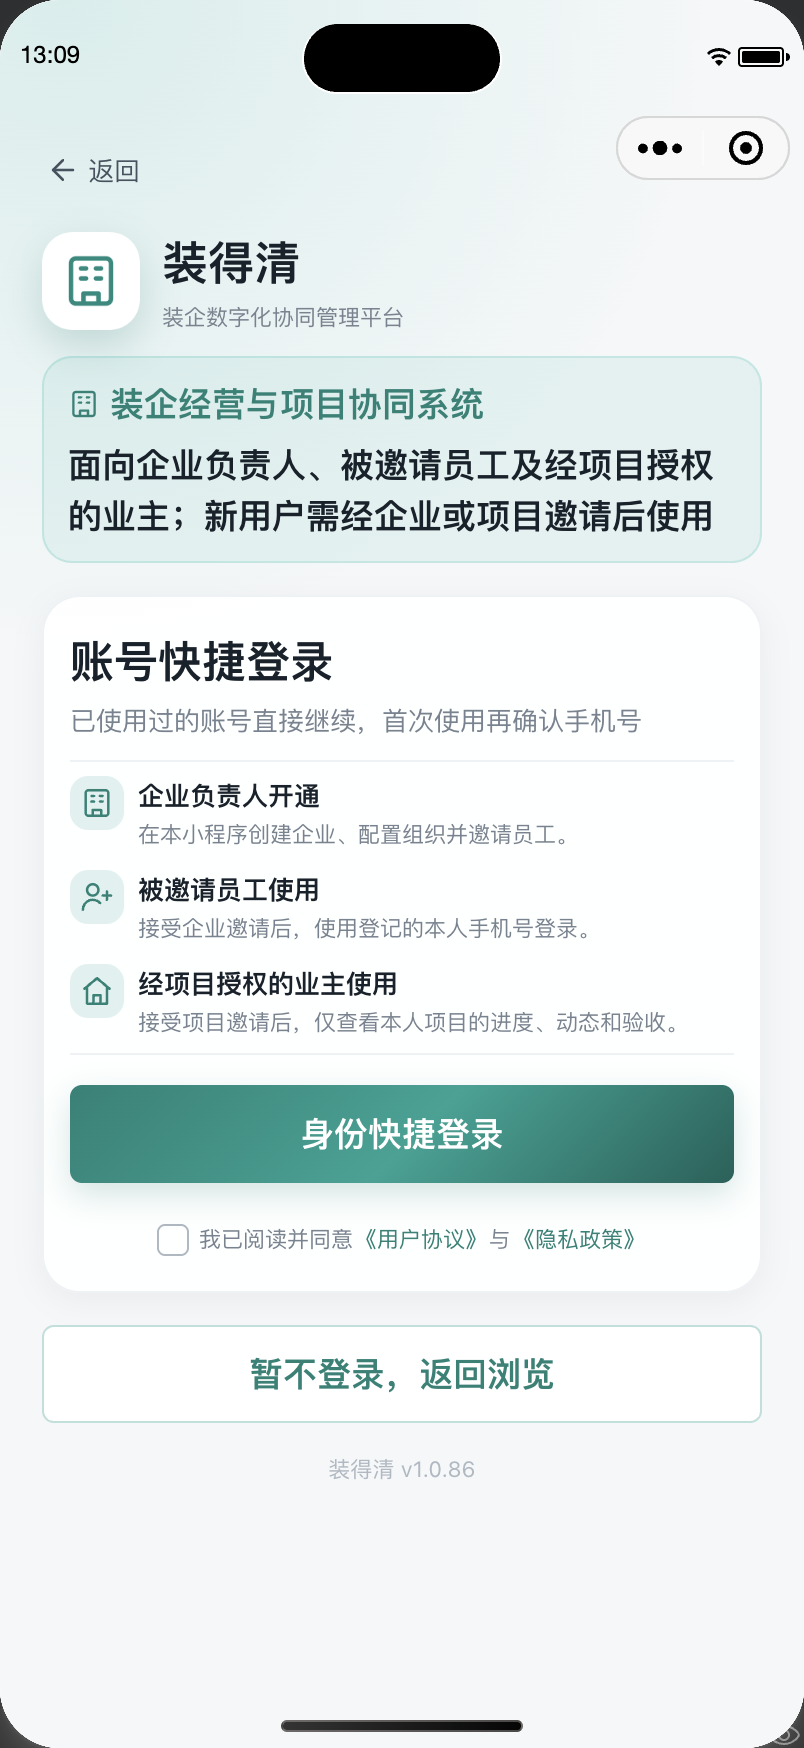 13:09
返回
装得清
装企数字化协同管理平台
装企经营与项目协同系统
面向企业负责人、被邀请员工及经项目授权
的业主；新用户需经企业或项目邀请后使用
账号快捷登录
已使用过的账号直接继续，首次使用再确认手机号
企业负责人开通
在本小程序创建企业、配置组织并邀请员工。
被邀请员工使用
接受企业邀请后，使用登记的本人手机号登录。
经项目授权的业主使用
接受项目邀请后，仅查看本人项目的进度、动态和验收。
身份快捷登录
我已阅读并同意《用户协议》与《隐私政策》
暂不登录，返回浏览
装得清 v1.0.86